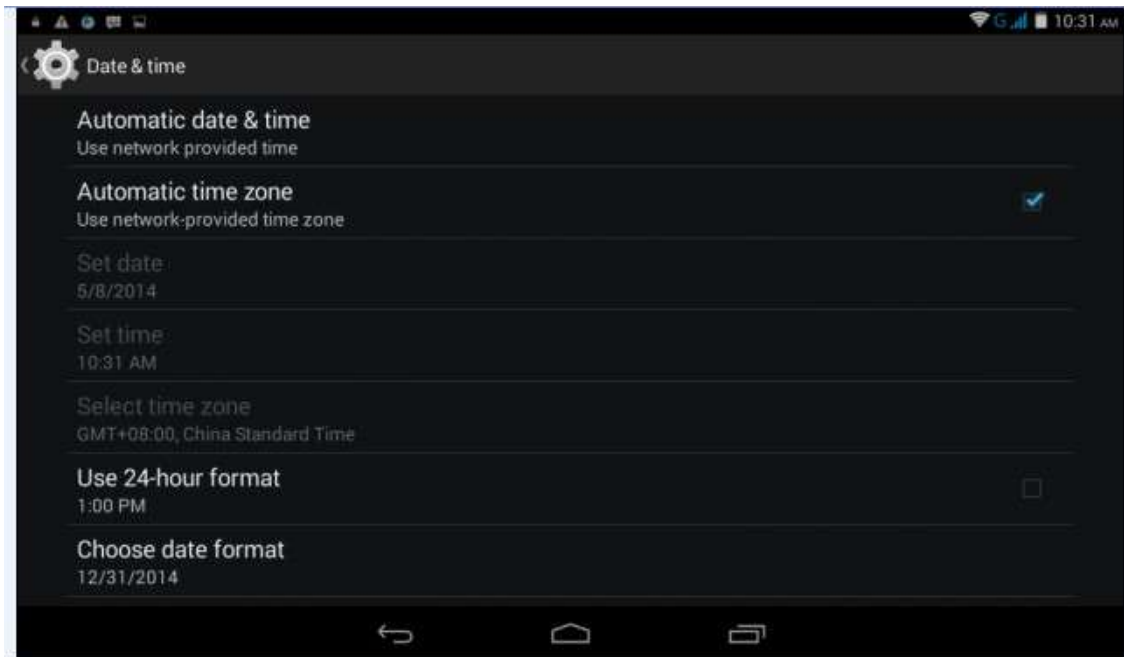 G 10:31 AM
Date & time
Automatic date & time
Use network provided time
Automatic time zone
Use network-provided time zone
Set date
5/8/2014
Set time
10:31 AM
Select time zone
GMT+08:00, China Standard Time
Use 24-hour format
1:00 PM
Choose date format
12/31/2014